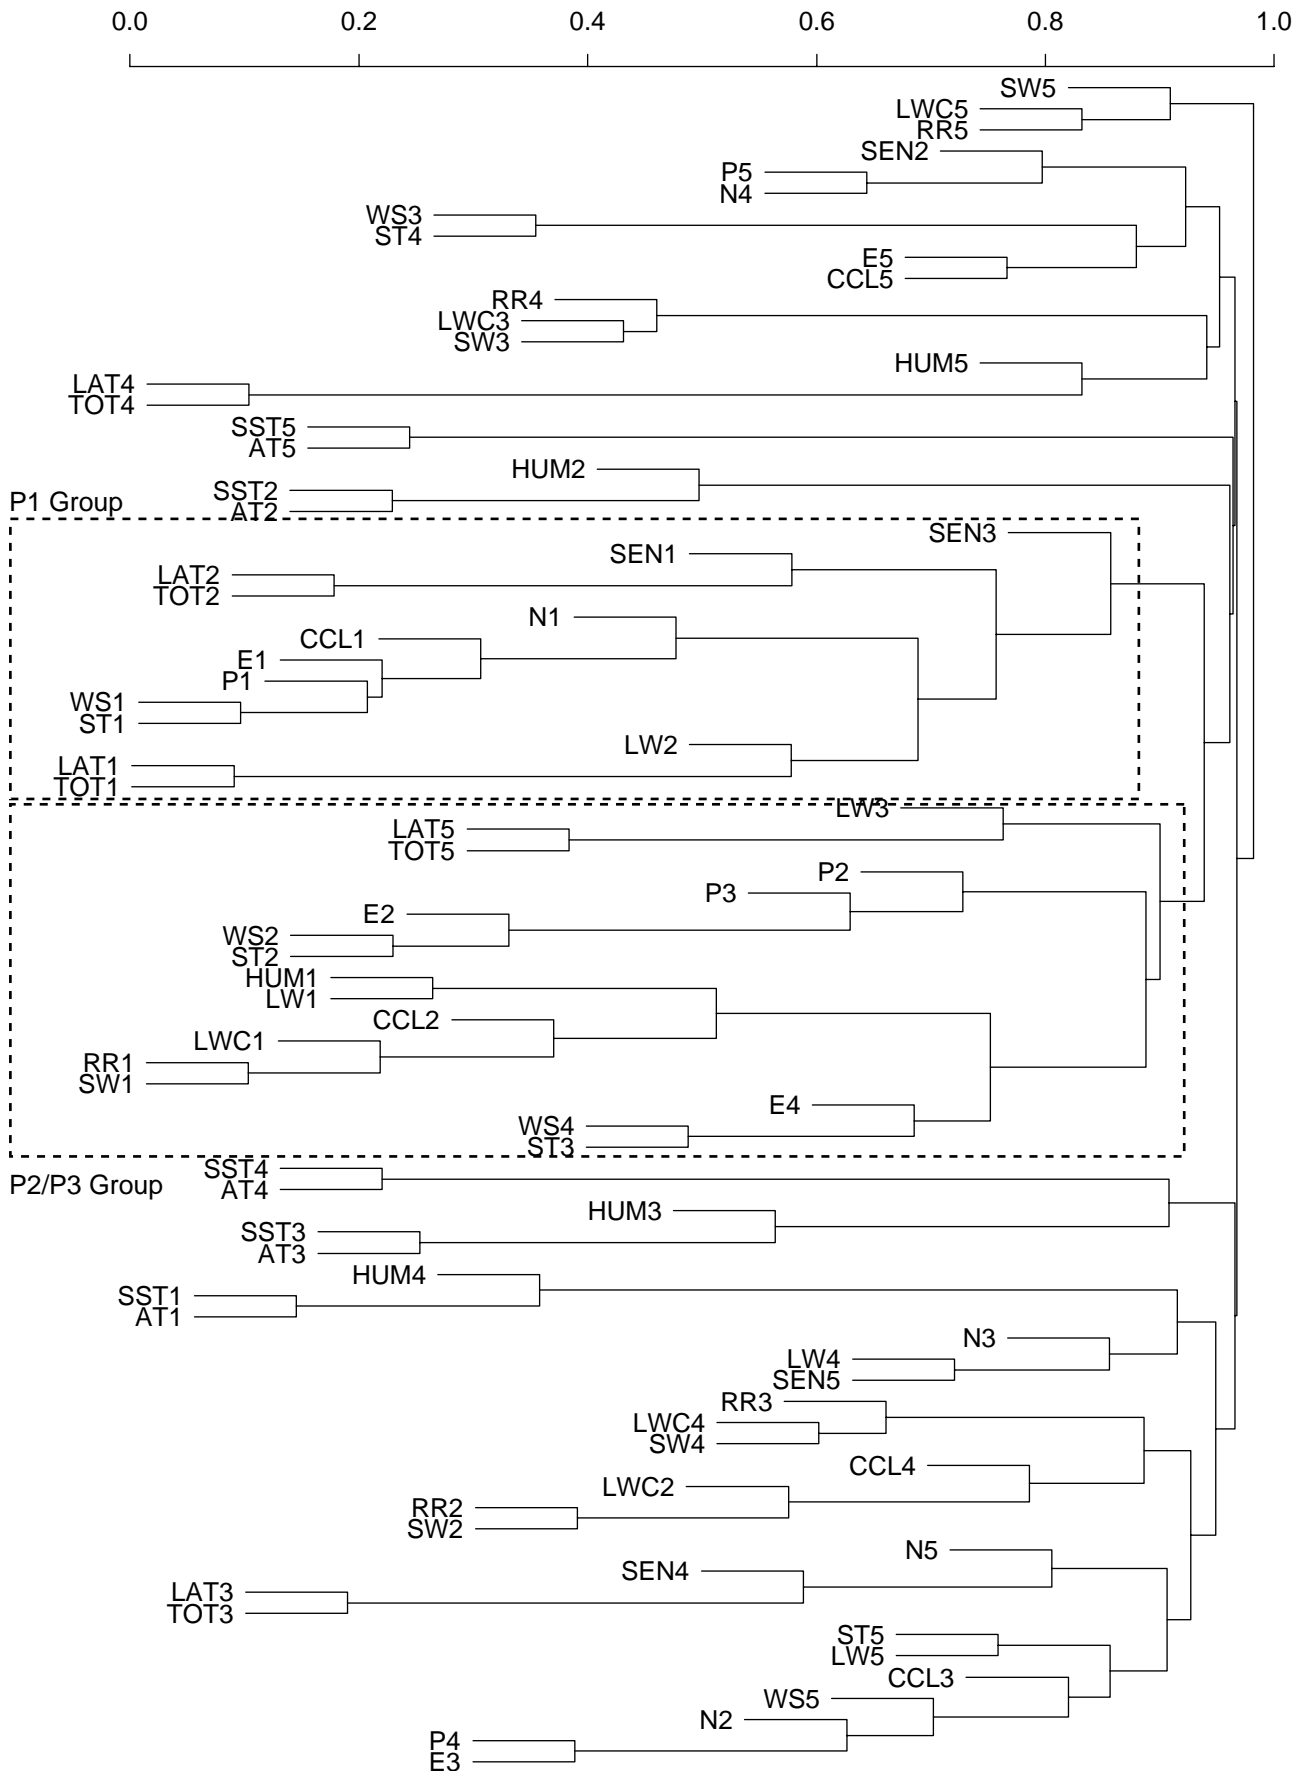 0.0 0.2 0.4 0.6 0.8 1.0
SW5
LWC5
RR5
SEN2
P5
N4
WS3
ST4
E5
CCL5
RR4
LWC3
SW3
HUM5
LAT4
TOT4
SST5
AT5
HUM2
SST2
P1 Group
AT2
SEN3
SEN1
LAT2
TOT2
N1
CCL1
E1
P1
WS1
ST1
LW2
LAT1
TOT1
LW3
LAT5
TOT5
P2
P3
E2
WS2
ST2
HUM1
LW1
CCL2
LWC1
RR1
SW1
E4
WS4
ST3
SST4
P2/P3 Group
AT4
HUM3
SST3
AT3
HUM4
SST1
AT1
N3
LW4
SEN5
RR3
LWC4
SW4
CCL4
LWC2
RR2
SW2
N5
SEN4
LAT3
TOT3
ST5
LW5
CCL3
WS5
N2
P4
E3